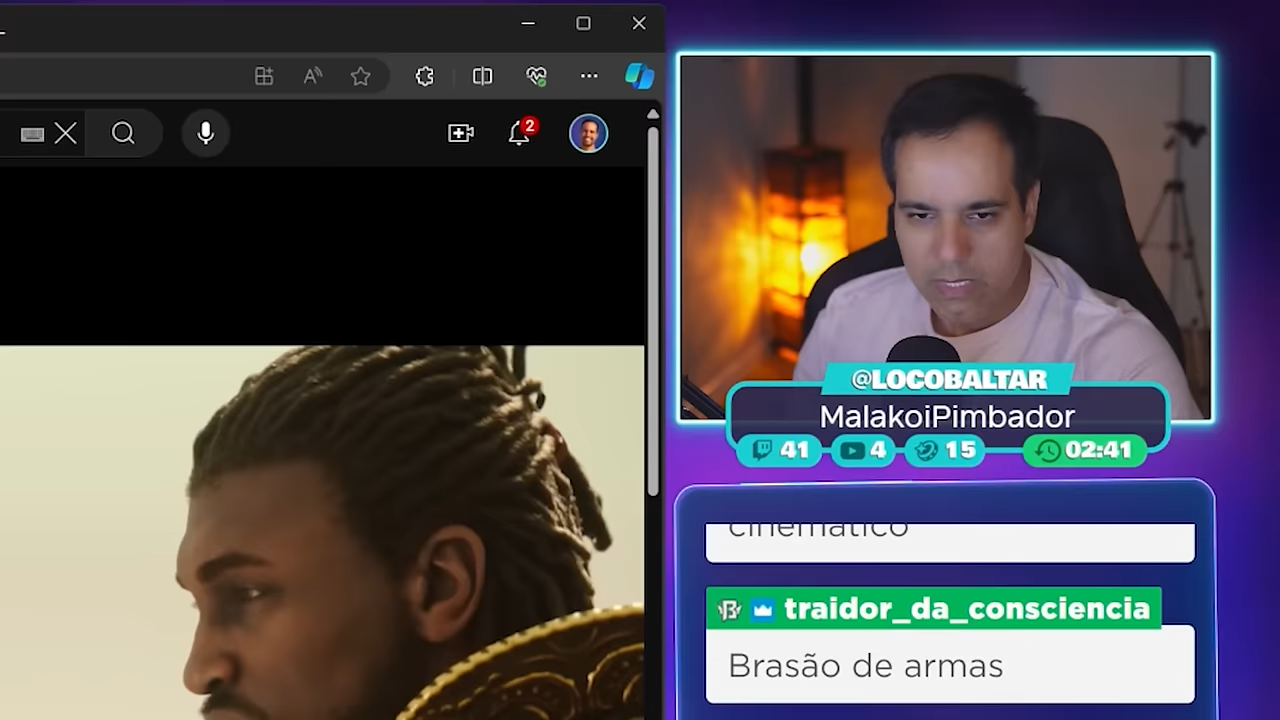 2
@LOCOBALTAR
MalakoiPimbador
41 4 15 02:41
cinematico
traidor_da_consciencia
Brasão de armas